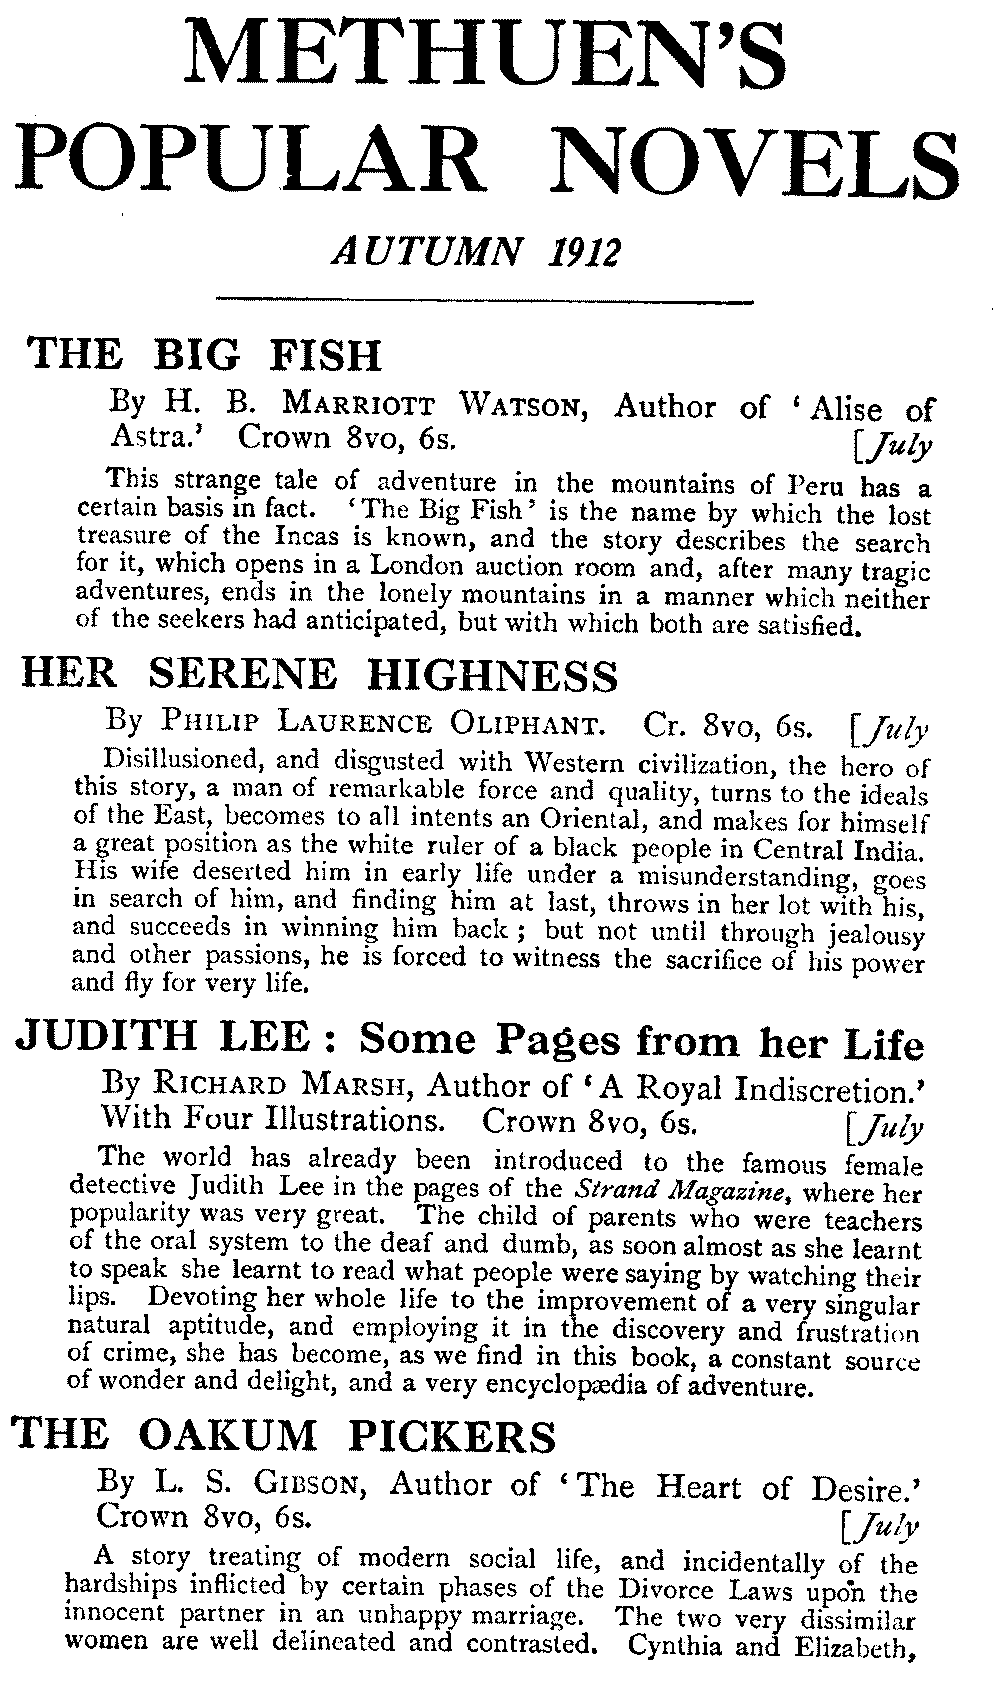 METHUEN'S
POPULAR NOVELS
AUTUMN 1912
THE BIG FISH
By H. B. MARRIOTT WATSON, Author of ‘Alise of
Astra.’ Crown 8vo, 6s. [July
This strange tale of adventure in the mountains of Peru has a
certain basis in fact. ‘The Big Fish’ is the name by which the lost
treasure of the Incas is known, and the story describes the search
for it, which opens in a London auction room and, after many tragic
adventures, ends in the lonely mountains in a manner which neither
of the seekers had anticipated, but with which both are satisfied.
HER SERENE HIGHNESS
By PHILIP LAURENCE OLIPHANT. Cr. 8vo, 6s. [July
Disillusioned, and disgusted with Western civilization, the hero of
this story, a man of remarkable force and quality, turns to the ideals
of the East, becomes to all intents an Oriental, and makes for himself
a great position as the white ruler of a black people in Central India.
His wife deserted him in early life under a misunderstanding, goes
in search of him, and finding him at last, throws in her lot with his,
and succeeds in winning him back; but not until through jealousy
and other passions, he is forced to witness the sacrifice of his power
and fly for very life.
JUDITH LEE: Some Pages from her Life
By RICHARD MARSH, Author of ‘A Royal Indiscretion.’
With Four Illustrations. Crown 8vo, 6s. [July
The world has already been introduced to the famous female
detective Judith Lee in the pages of the Strand Magazine, where her
popularity was very great. The child of parents who were teachers
of the oral system to the deaf and dumb, as soon almost as she learnt
to speak she learnt to read what people were saying by watching their
lips. Devoting her whole life to the improvement of a very singular
natural aptitude, and employing it in the discovery and frustration
of crime, she has become, as we find in this book, a constant source
of wonder and delight, and a very encyclopædia of adventure.
THE OAKUM PICKERS
By L. S. GIBSON, Author of ‘The Heart of Desire.’
Crown 8vo, 6s. [July
A story treating of modern social life, and incidentally of the
hardships inflicted by certain phases of the Divorce Laws upon the
innocent partner in an unhappy marriage. The two very dissimilar
women are well delineated and contrasted. Cynthia and Elizabeth,